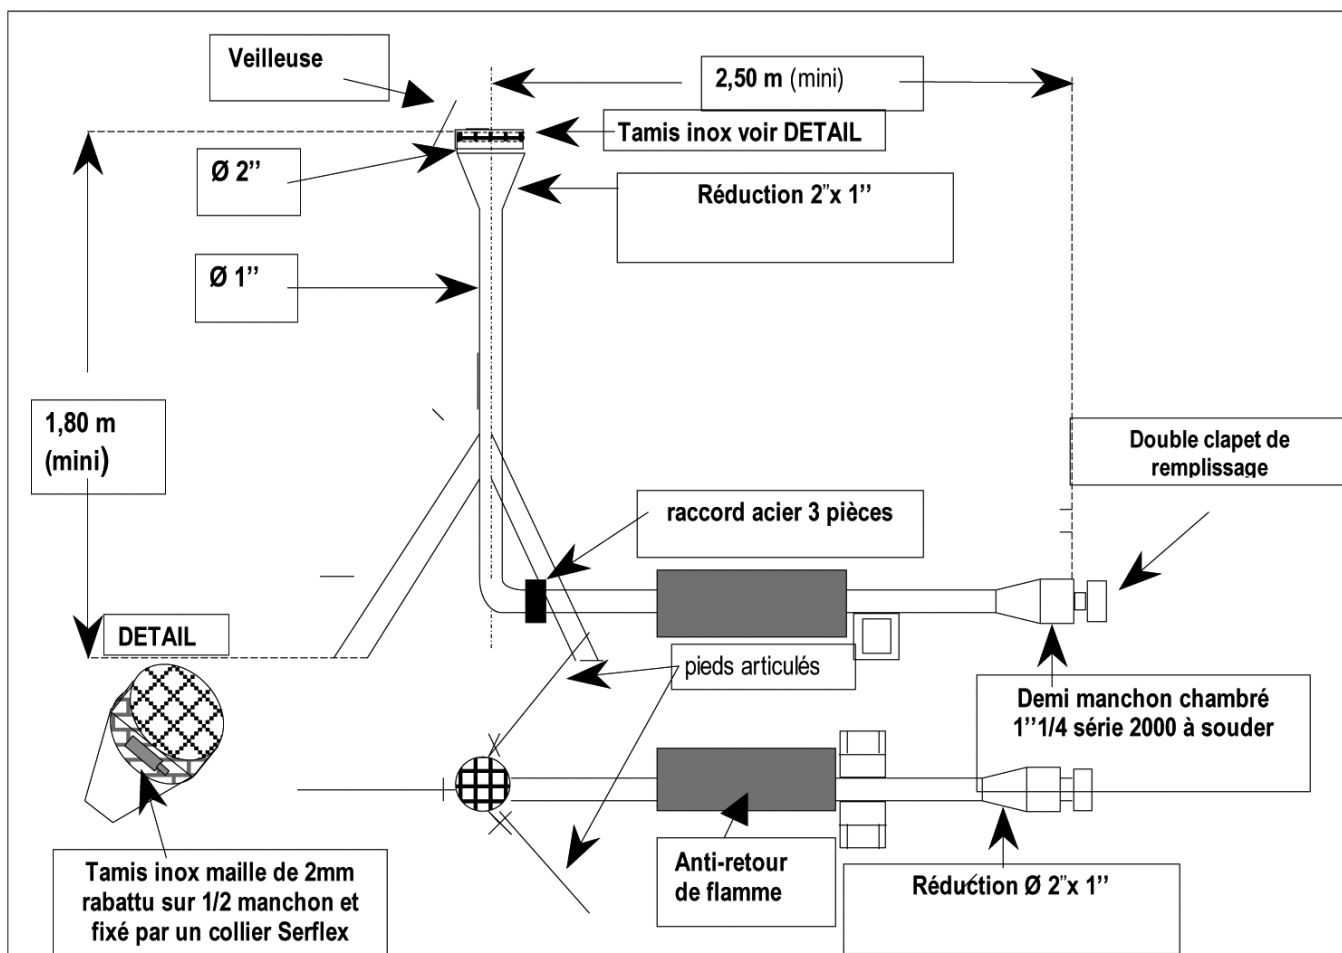 Veilleuse
2,50 m (mini)
Tamis inox voir DETAIL
Ø 2’’
Réduction 2"x 1’’
Ø 1’’
1,80 m
(mini)
Double clapet de
remplissage
raccord acier 3 pièces
DETAIL
pieds articulés
Demi manchon chambré
1’’1/4 série 2000 à souder
Tamis inox maille de 2mm
rabattu sur 1/2 manchon et
fixé par un collier Serflex
Anti-retour
de flamme
Réduction Ø 2"x 1’’